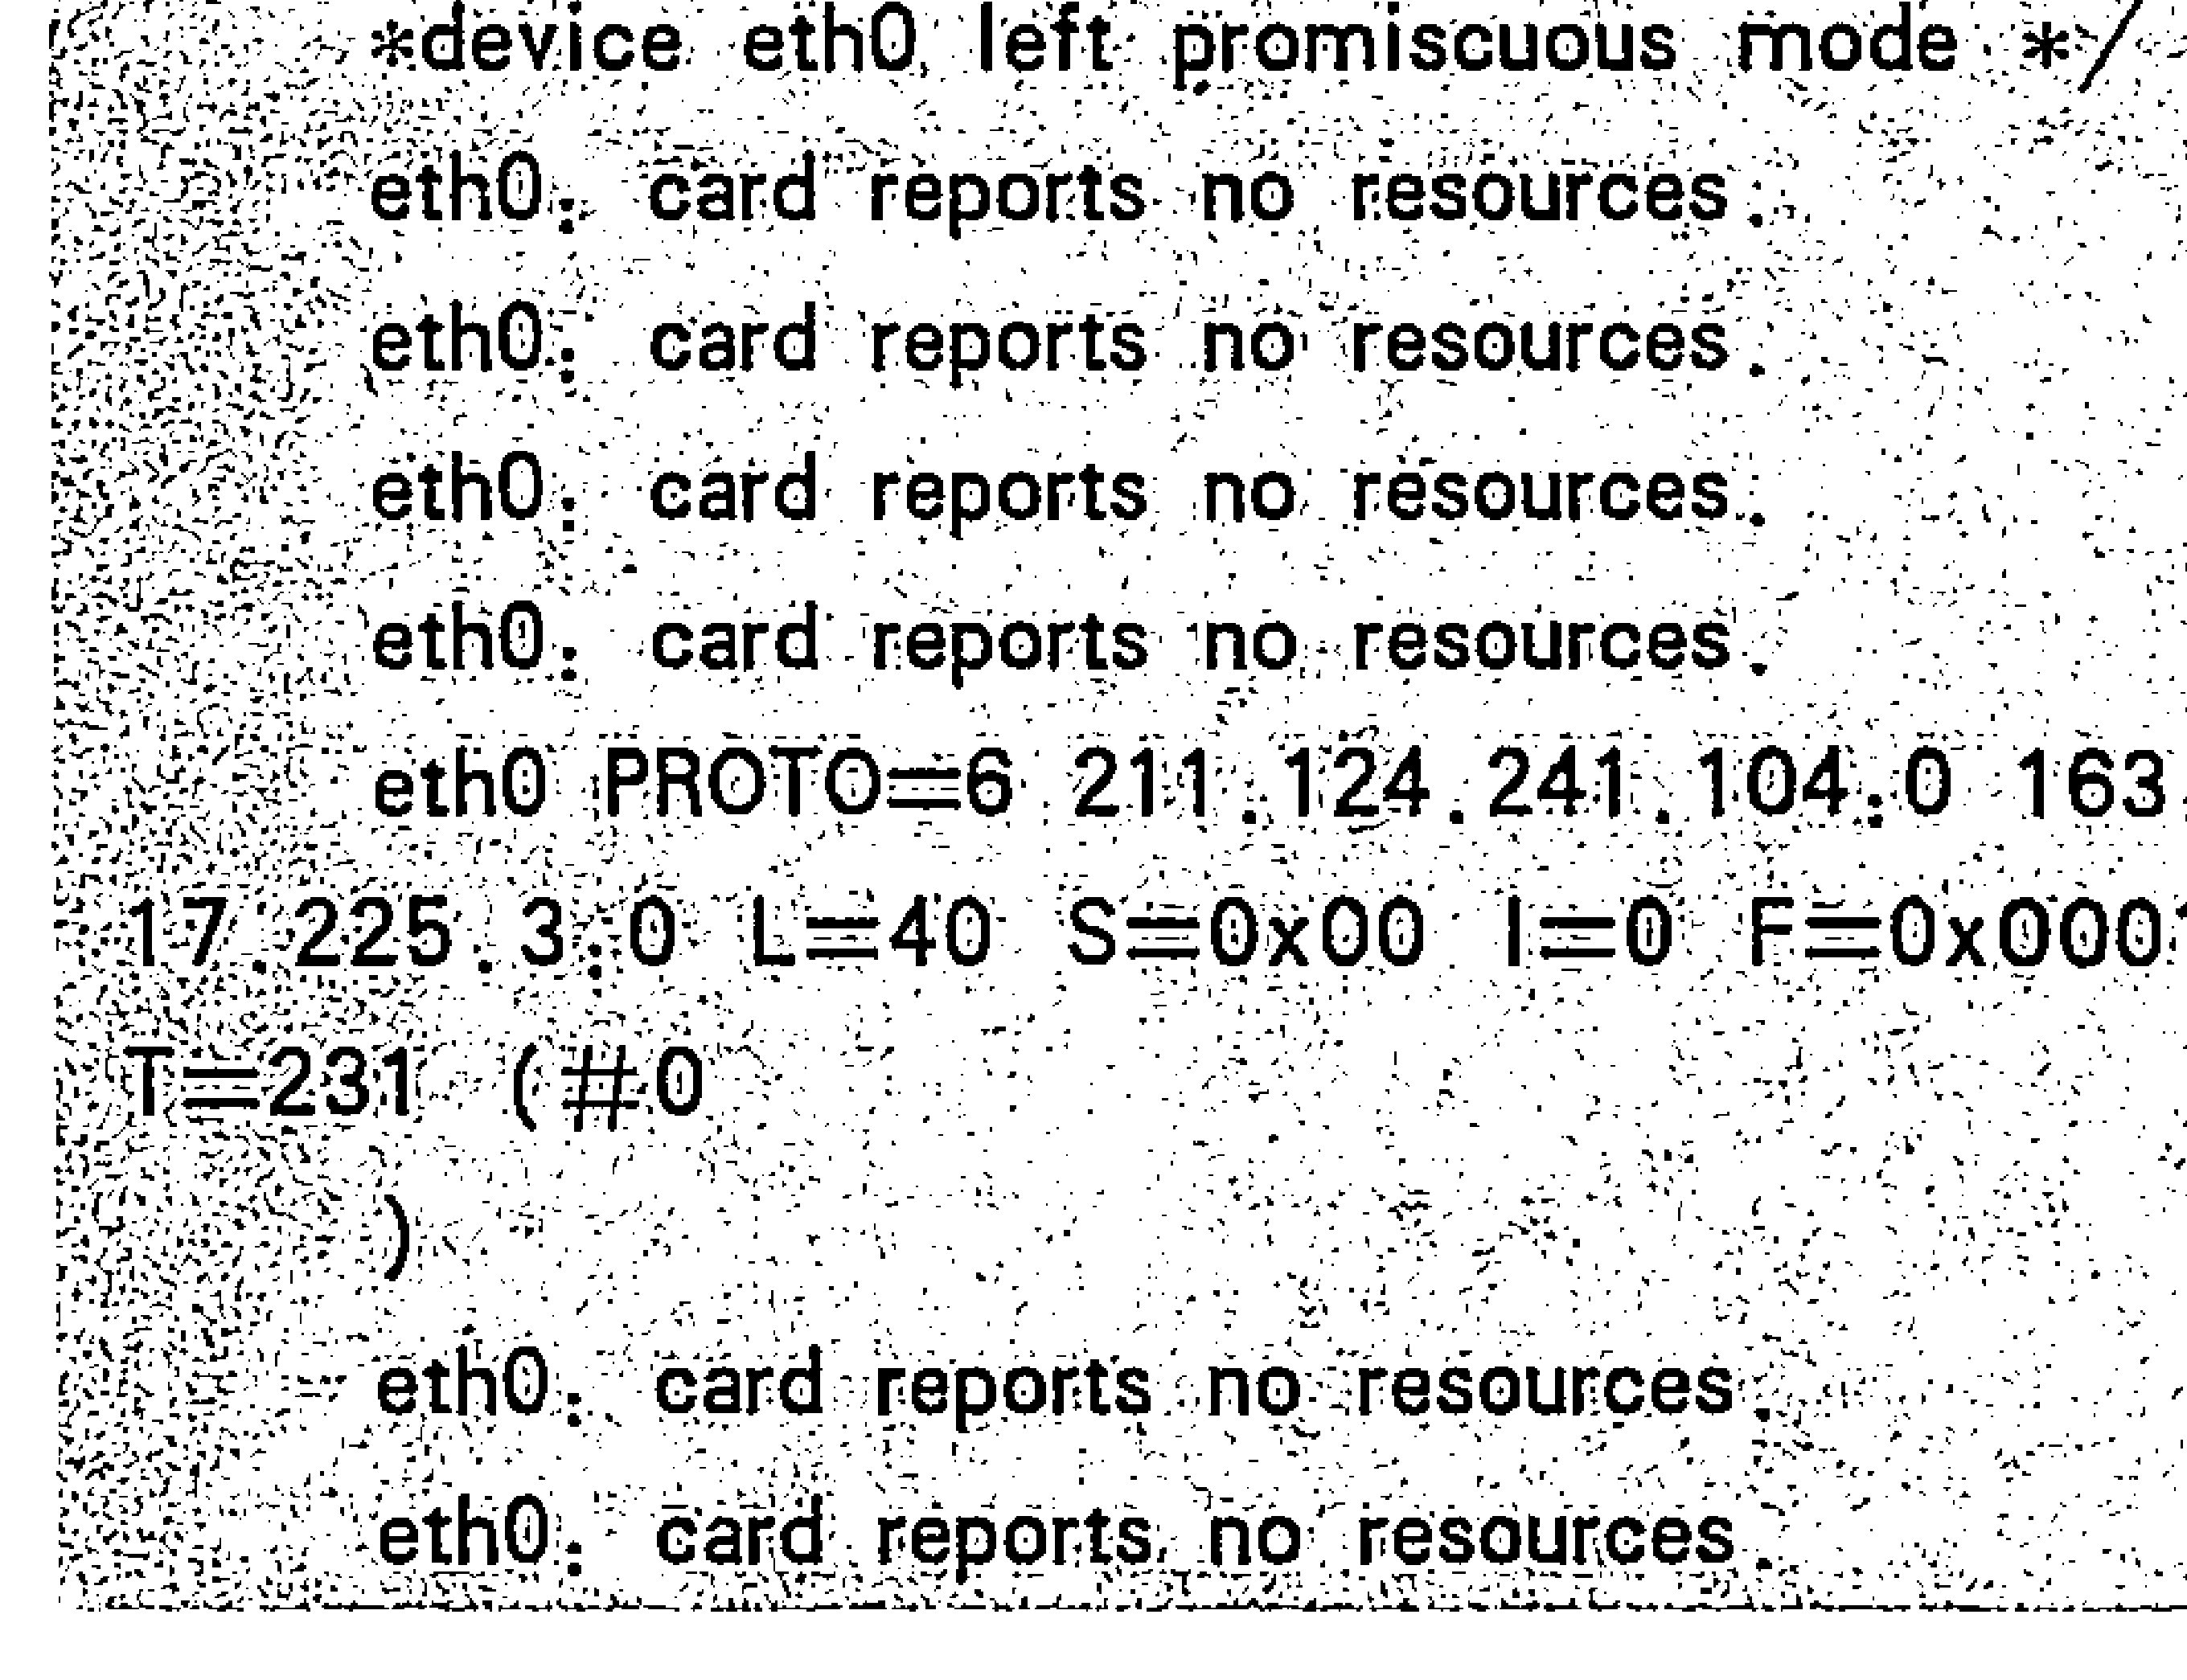 *device eth0 left promiscuous mode */
eth0: card reports no resources.
eth0: card reports no resources.
eth0: card reports no resources.
eth0: card reports no resources.
eth0 PROTO=6 211.124.241.104:0 163.
17.225.3:0 L=40 S=0x00 I=0 F=0x000
T=231 (#0
)
eth0: card reports no resources.
eth0: card reports no resources.